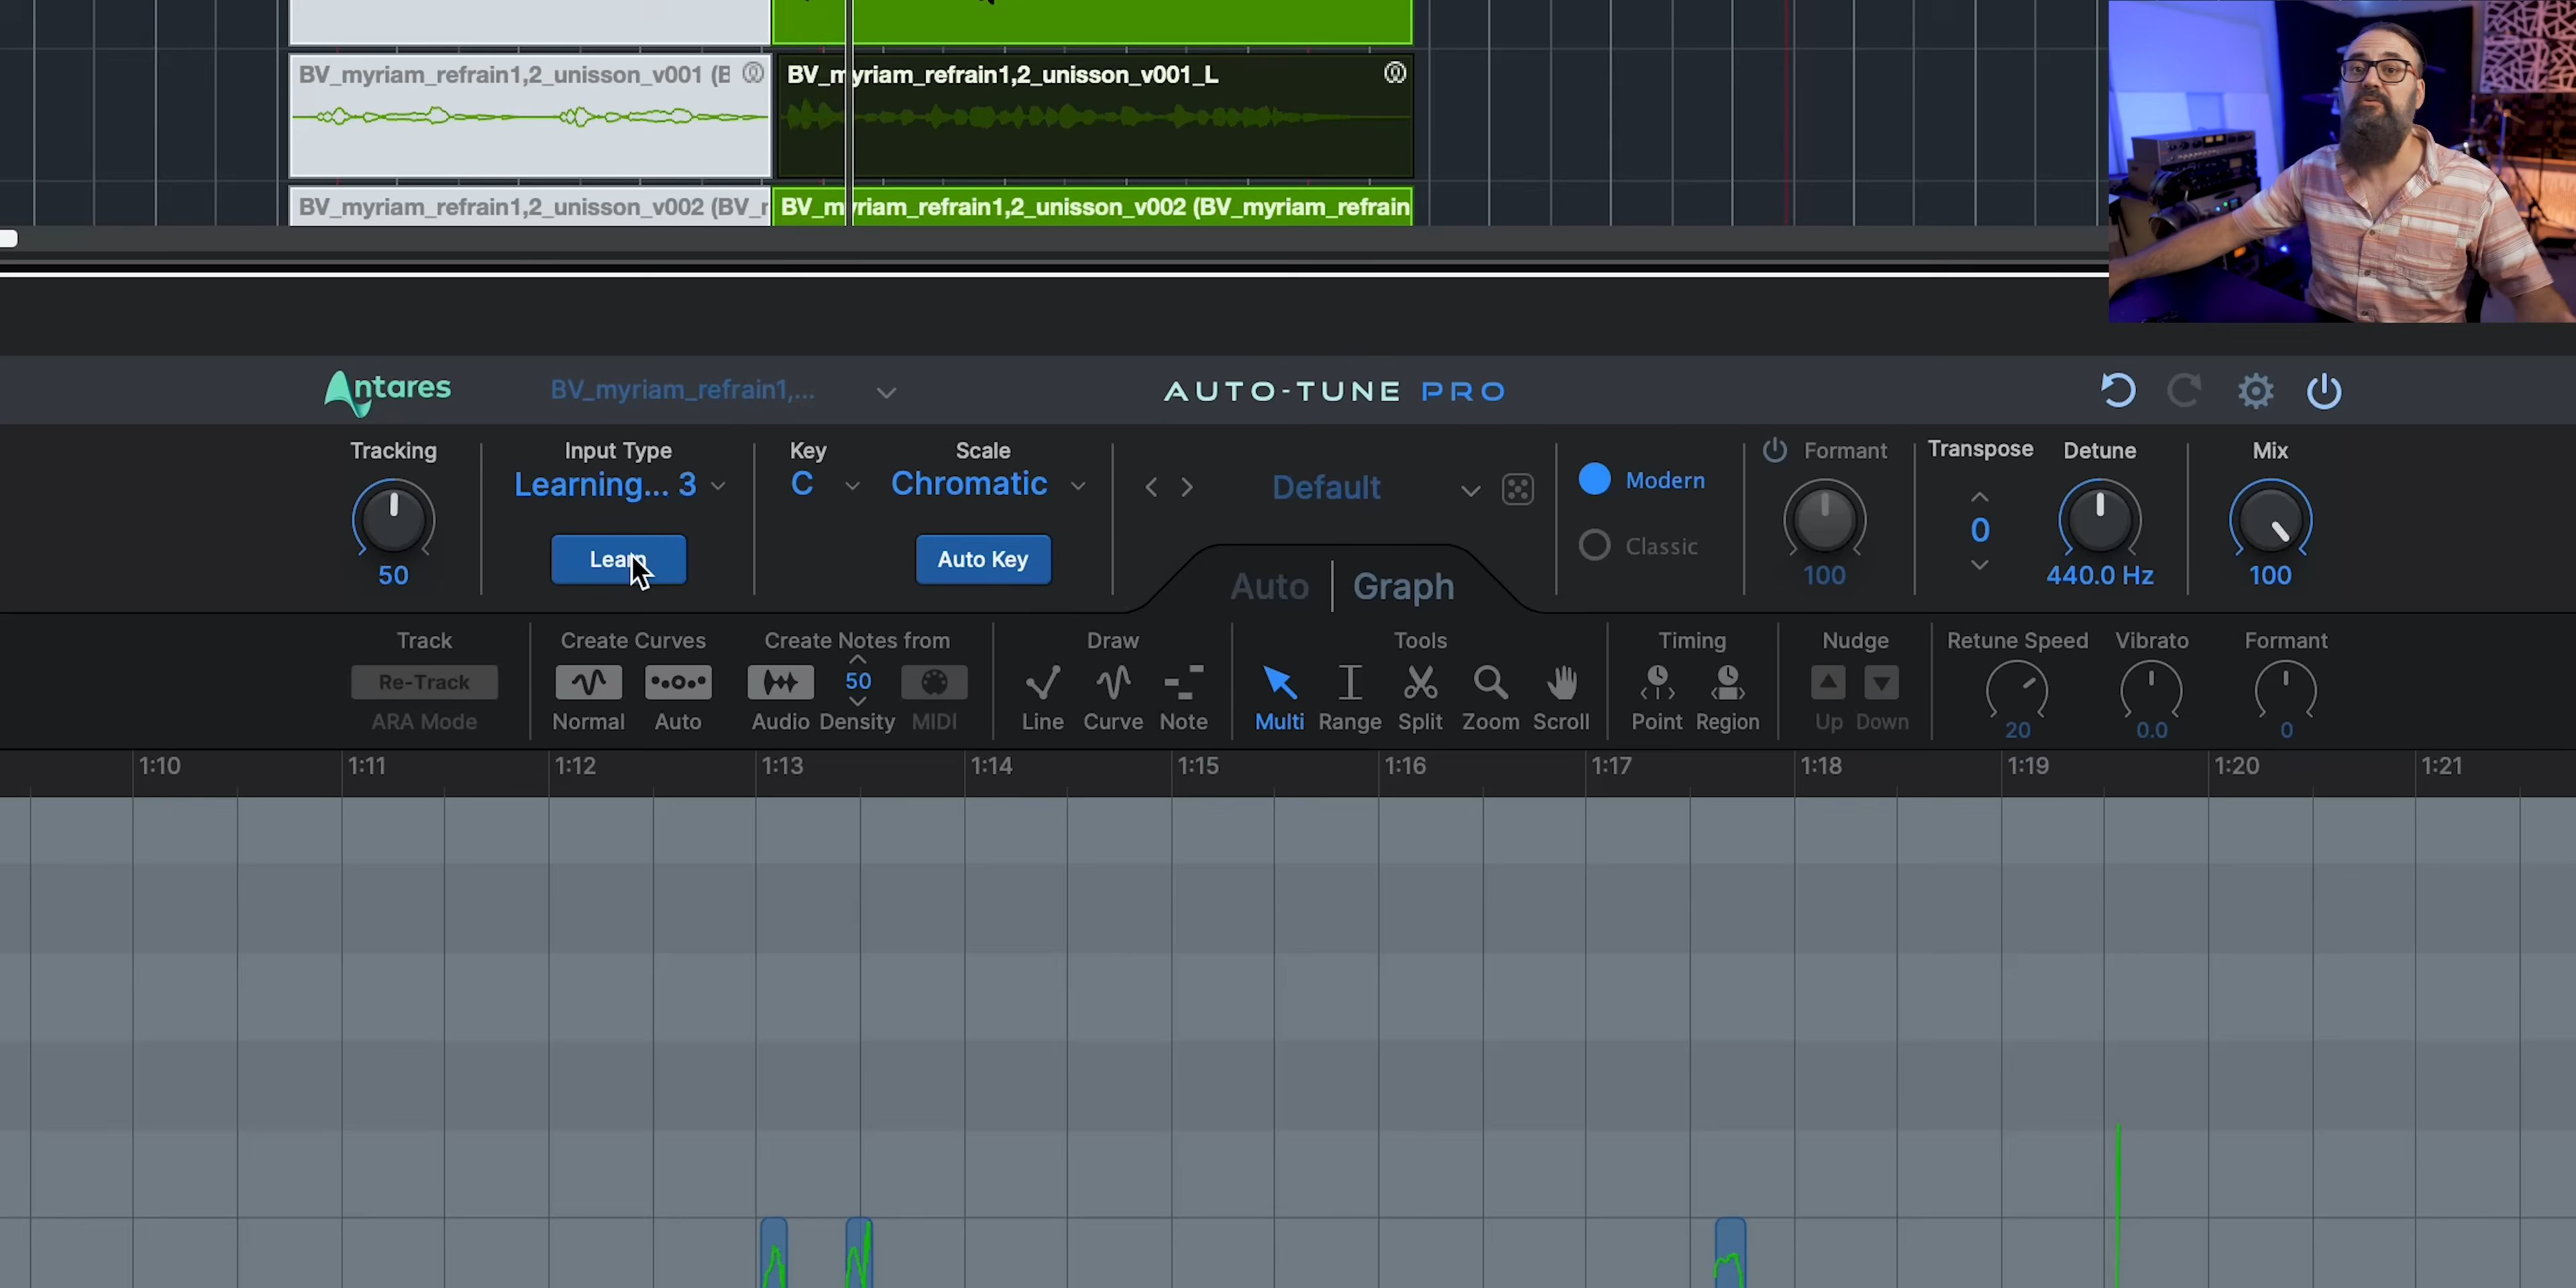 BV_myriam_refrain1,2_unisson_v001 (B
BV_myriam_refrain1,2_unisson_v001_L
BV_myriam_refrain1,2_unisson_v002 (BV_r
BV_myriam_refrain1,2_unisson_v002 (BV_myriam_refrain
Antares
BV_myriam_refrain1,...
AUTO-TUNE PRO
Tracking
Input Type
Key
Scale
Formant
Transpose
Detune
Mix
Learning... 3
C
Chromatic
Default
Modern
Classic
Learn
Auto Key
50
0
100
440.0 Hz
100
Auto
Graph
Track
Create Curves
Create Notes from
Draw
Tools
Timing
Nudge
Retune Speed
Vibrato
Formant
Re-Track
50
ARA Mode
Normal
Auto
Audio
Density
MIDI
Line
Curve
Note
Multi
Range
Split
Zoom
Scroll
Point
Region
Up
Down
20
0.0
0
1:10
1:11
1:12
1:13
1:14
1:15
1:16
1:17
1:18
1:19
1:20
1:21